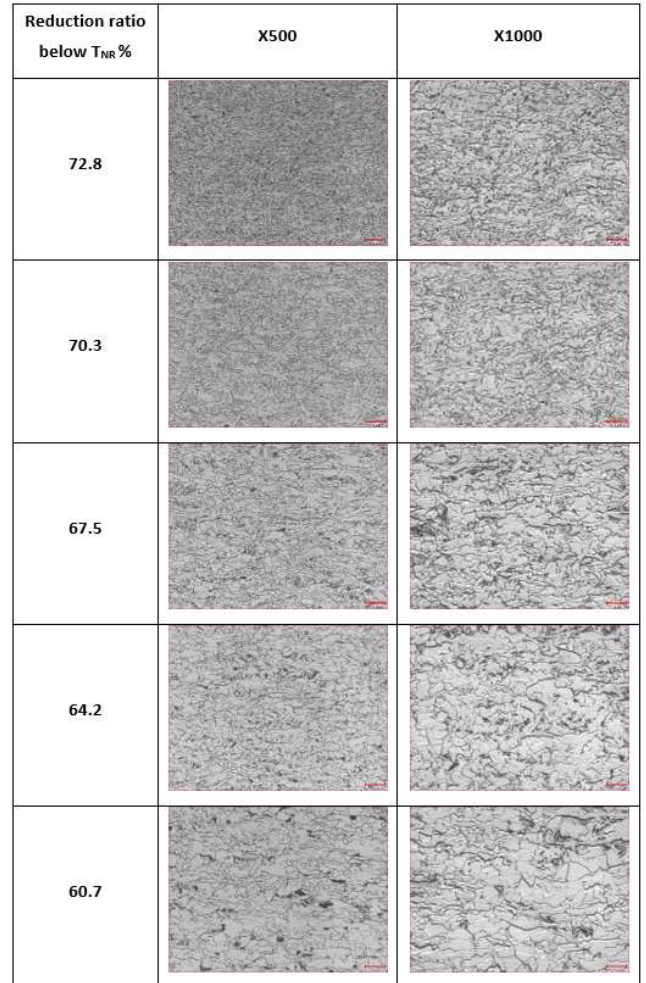 Reduction ratio
below TNR %
X500
X1000
72.8
70.3
67.5
64.2
60.7